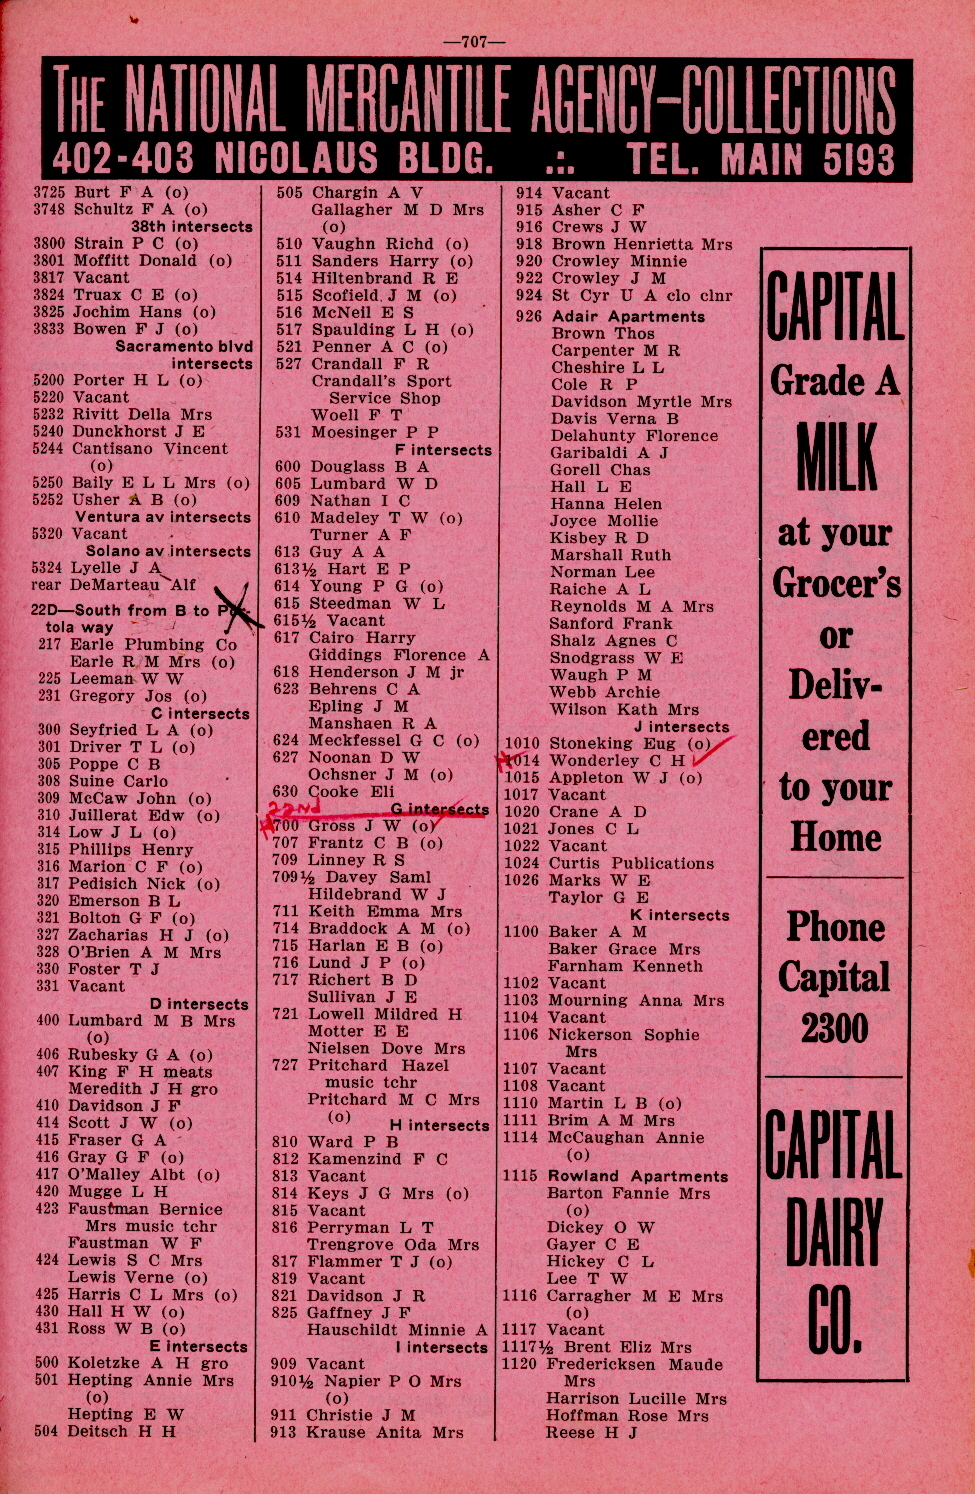 —707—
THE NATIONAL MERCANTILE AGENCY–COLLECTIONS
402-403 NICOLAUS BLDG. .:. TEL. MAIN 5193
3725 Burt F A (o)
3748 Schultz F A (o)
38th intersects
3800 Strain P C (o)
3801 Moffitt Donald (o)
3817 Vacant
3824 Truax C E (o)
3825 Jochim Hans (o)
3833 Bowen F J (o)
Sacramento blvd
intersects
5200 Porter H L (o)
5220 Vacant
5232 Rivitt Della Mrs
5240 Dunckhorst J E
5244 Cantisano Vincent
(o)
5250 Baily E L L Mrs (o)
5252 Usher A B (o)
Ventura av intersects
5320 Vacant
Solano av intersects
5324 Lyelle J A
rear DeMarteau Alf
22D—South from B to Por-
tola way
217 Earle Plumbing Co
Earle R M Mrs (o)
225 Leeman W W
231 Gregory Jos (o)
C intersects
300 Seyfried L A (o)
301 Driver T L (o)
305 Poppe C B
308 Suine Carlo
309 McCaw John (o)
310 Juillerat Edw (o)
314 Low J L (o)
315 Phillips Henry
316 Marion C F (o)
317 Pedisich Nick (o)
320 Emerson B L
321 Bolton G F (o)
327 Zacharias H J (o)
328 O'Brien A M Mrs
330 Foster T J
331 Vacant
D intersects
400 Lumbard M B Mrs
(o)
406 Rubesky G A (o)
407 King F H meats
Meredith J H gro
410 Davidson J F
414 Scott J W (o)
415 Fraser G A
416 Gray G F (o)
417 O'Malley Albt (o)
420 Mugge L H
423 Faustman Bernice
Mrs music tchr
Faustman W F
424 Lewis S C Mrs
Lewis Verne (o)
425 Harris C L Mrs (o)
430 Hall H W (o)
431 Ross W B (o)
E intersects
500 Koletzke A H gro
501 Hepting Annie Mrs
(o)
Hepting E W
504 Deitsch H H
505 Chargin A V
Gallagher M D Mrs
(o)
510 Vaughn Richd (o)
511 Sanders Harry (o)
514 Hiltenbrand R E
515 Scofield J M (o)
516 McNeil E S
517 Spaulding L H (o)
521 Penner A C (o)
527 Crandall F R
Crandall's Sport
Service Shop
Woell F T
531 Moesinger P P
F intersects
600 Douglass B A
605 Lumbard W D
609 Nathan I C
610 Madeley T W (o)
Turner A F
613 Guy A A
613½ Hart E P
614 Young P G (o)
615 Steedman W L
615½ Vacant
617 Cairo Harry
Giddings Florence A
618 Henderson J M jr
623 Behrens C A
Epling J M
Manshaen R A
624 Meckfessel G C (o)
627 Noonan D W
Ochsner J M (o)
630 Cooke Eli
22nd
G intersects
700 Gross J W (o)
707 Frantz C B (o)
709 Linney R S
709½ Davey Saml
Hildebrand W J
711 Keith Emma Mrs
714 Braddock A M (o)
715 Harlan E B (o)
716 Lund J P (o)
717 Richert B D
Sullivan J E
721 Lowell Mildred H
Motter E E
Nielsen Dove Mrs
727 Pritchard Hazel
music tchr
Pritchard M C Mrs
(o)
H intersects
810 Ward P B
812 Kamenzind F C
813 Vacant
814 Keys J G Mrs (o)
815 Vacant
816 Perryman L T
Trengrove Oda Mrs
817 Flammer T J (o)
819 Vacant
821 Davidson J R
825 Gaffney J F
Hauschildt Minnie A
I intersects
909 Vacant
910½ Napier P O Mrs
(o)
911 Christie J M
913 Krause Anita Mrs
914 Vacant
915 Asher C F
916 Crews J W
918 Brown Henrietta Mrs
920 Crowley Minnie
922 Crowley J M
924 St Cyr U A clo clnr
926 Adair Apartments
Brown Thos
Carpenter M R
Cheshire L L
Cole R P
Davidson Myrtle Mrs
Davis Verna B
Delahunty Florence
Garibaldi A J
Gorell Chas
Hall L E
Hanna Helen
Joyce Mollie
Kisbey R D
Marshall Ruth
Norman Lee
Raiche A L
Reynolds M A Mrs
Sanford Frank
Shalz Agnes C
Snodgrass W E
Waugh P M
Webb Archie
Wilson Kath Mrs
J intersects
1010 Stoneking Eug (o)
1014 Wonderley C H
1015 Appleton W J (o)
1017 Vacant
1020 Crane A D
1021 Jones C L
1022 Vacant
1024 Curtis Publications
1026 Marks W E
Taylor G E
K intersects
1100 Baker A M
Baker Grace Mrs
Farnham Kenneth
1102 Vacant
1103 Mourning Anna Mrs
1104 Vacant
1106 Nickerson Sophie
Mrs
1107 Vacant
1108 Vacant
1110 Martin L B (o)
1111 Brim A M Mrs
1114 McCaughan Annie
(o)
1115 Rowland Apartments
Barton Fannie Mrs
(o)
Dickey O W
Gayer C E
Hickey C L
Lee T W
1116 Carragher M E Mrs
(o)
1117 Vacant
1117½ Brent Eliz Mrs
1120 Fredericksen Maude
Mrs
Harrison Lucille Mrs
Hoffman Rose Mrs
Reese H J
CAPITAL
Grade A
MILK
at your
Grocer's
or
Deliv-
ered
to your
Home
Phone
Capital
2300
CAPITAL
DAIRY
CO.